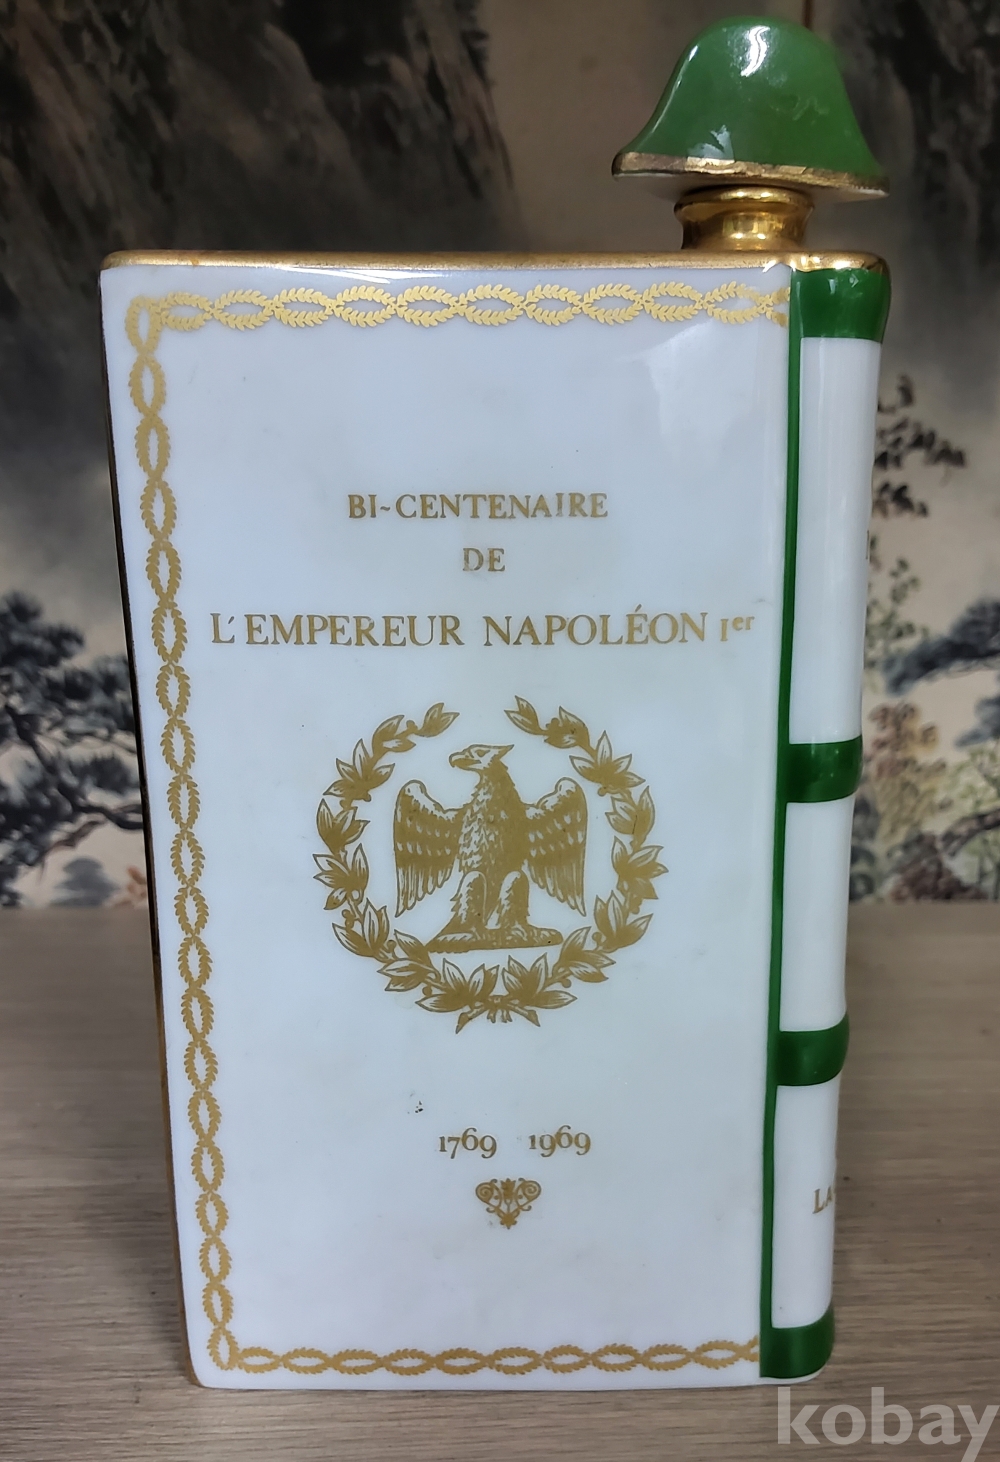 BI~CENTENAIRE
DE
L'EMPEREUR NAPOLÉON Ier
1769 1969
kobay